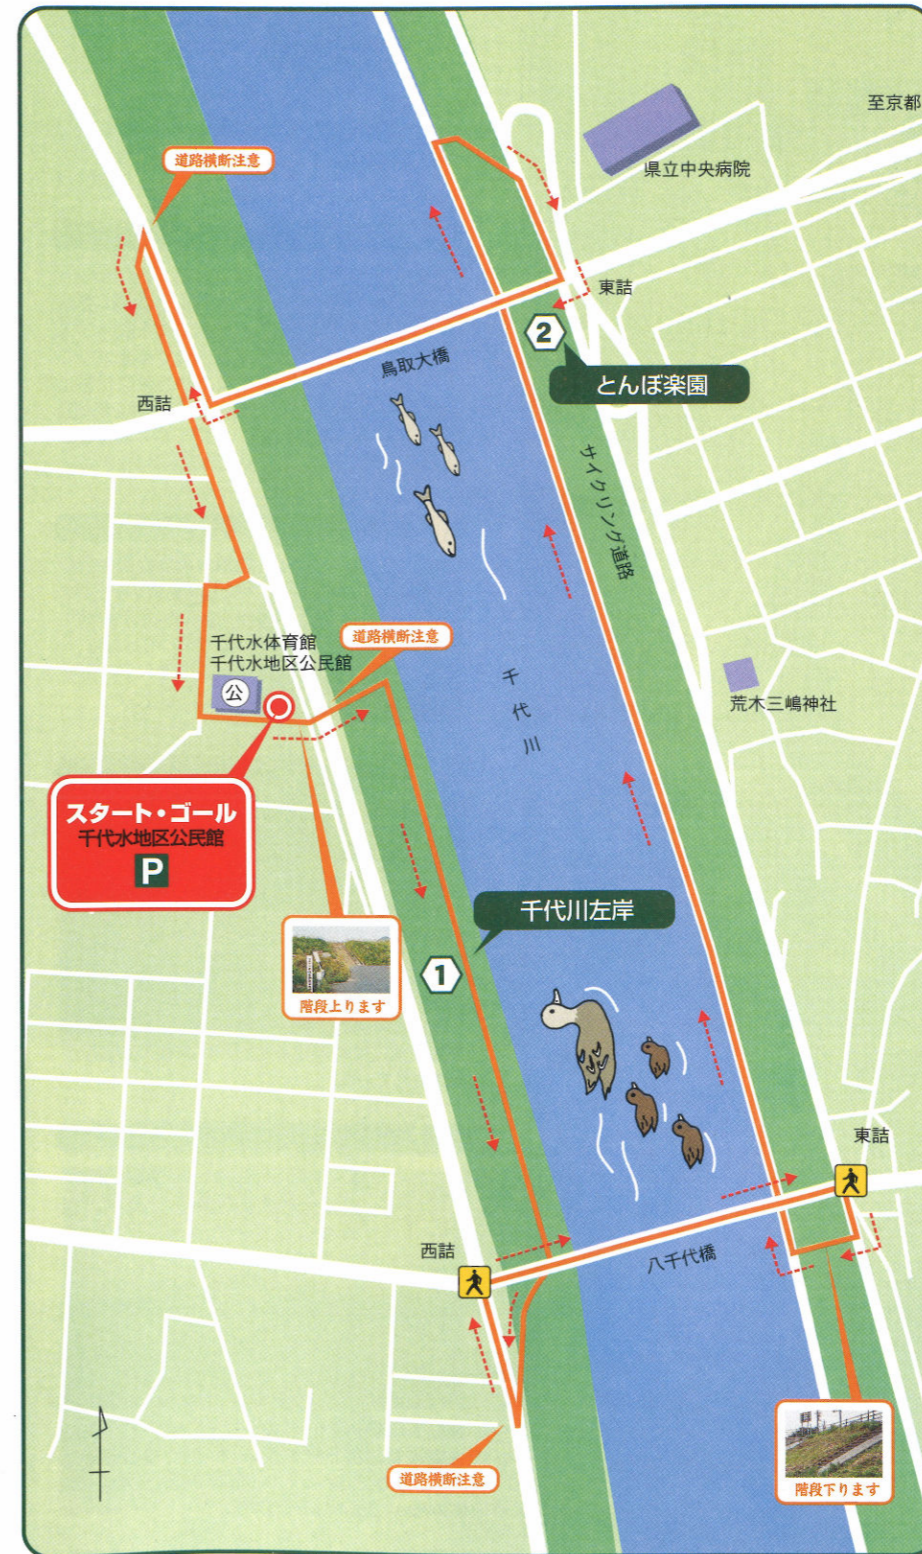 至京都
県立中央病院
道路横断注意
東詰
2
とんぼ楽園
鳥取大橋
西詰
サイクリング道路
千代水体育館
千代水地区公民館
公
道路横断注意
千代川
荒木三嶋神社
スタート・ゴール
千代水地区公民館
P
千代川左岸
1
階段上ります
東詰
西詰
八千代橋
道路横断注意
階段下ります